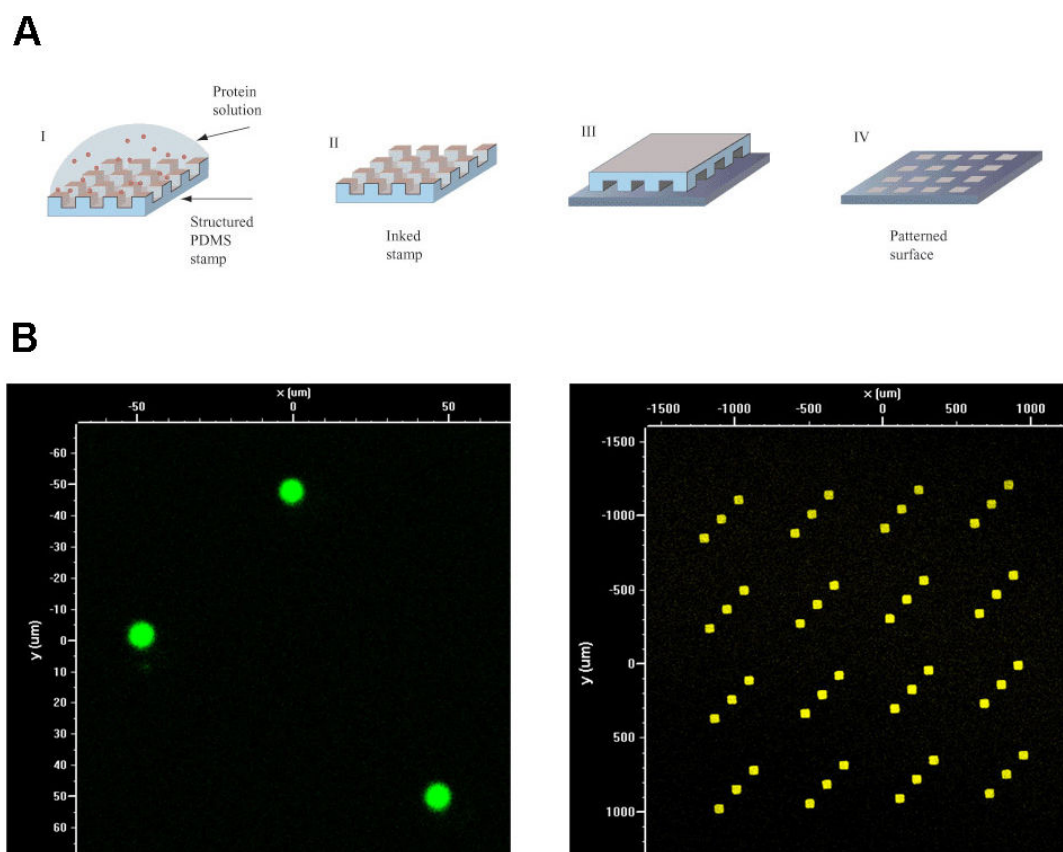 A
Protein
solution
I
II
III
IV
Structured
PDMS
stamp
Inked
stamp
Patterned
surface
B
x (um)
-50 0 50
-60
-50
-40
-30
-20
-10
0
10
20
30
40
50
60
y (um)
x (um)
-1500 -1000 -500 0 500 1000
-1500
-1000
-500
0
500
1000
y (um)